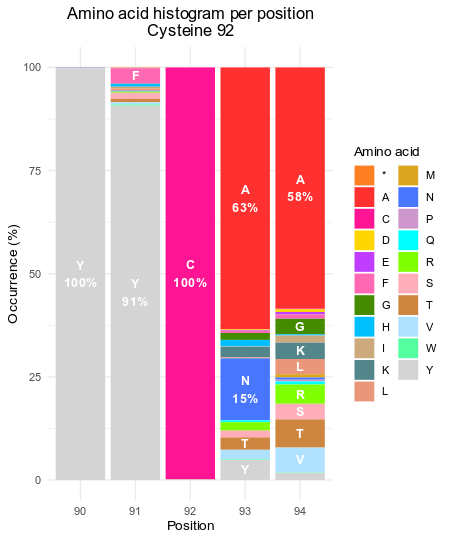 Amino acid histogram per position
Cysteine 92
Occurrence (%)
100
75
50
25
0
Y
100%
F
Y
91%
C
100%
A
63%
N
15%
T
Y
A
58%
G
K
L
R
S
T
V
90 91 92 93 94
Position
Amino acid
* M
A N
C P
D Q
E R
F S
G T
H V
I W
K Y
L